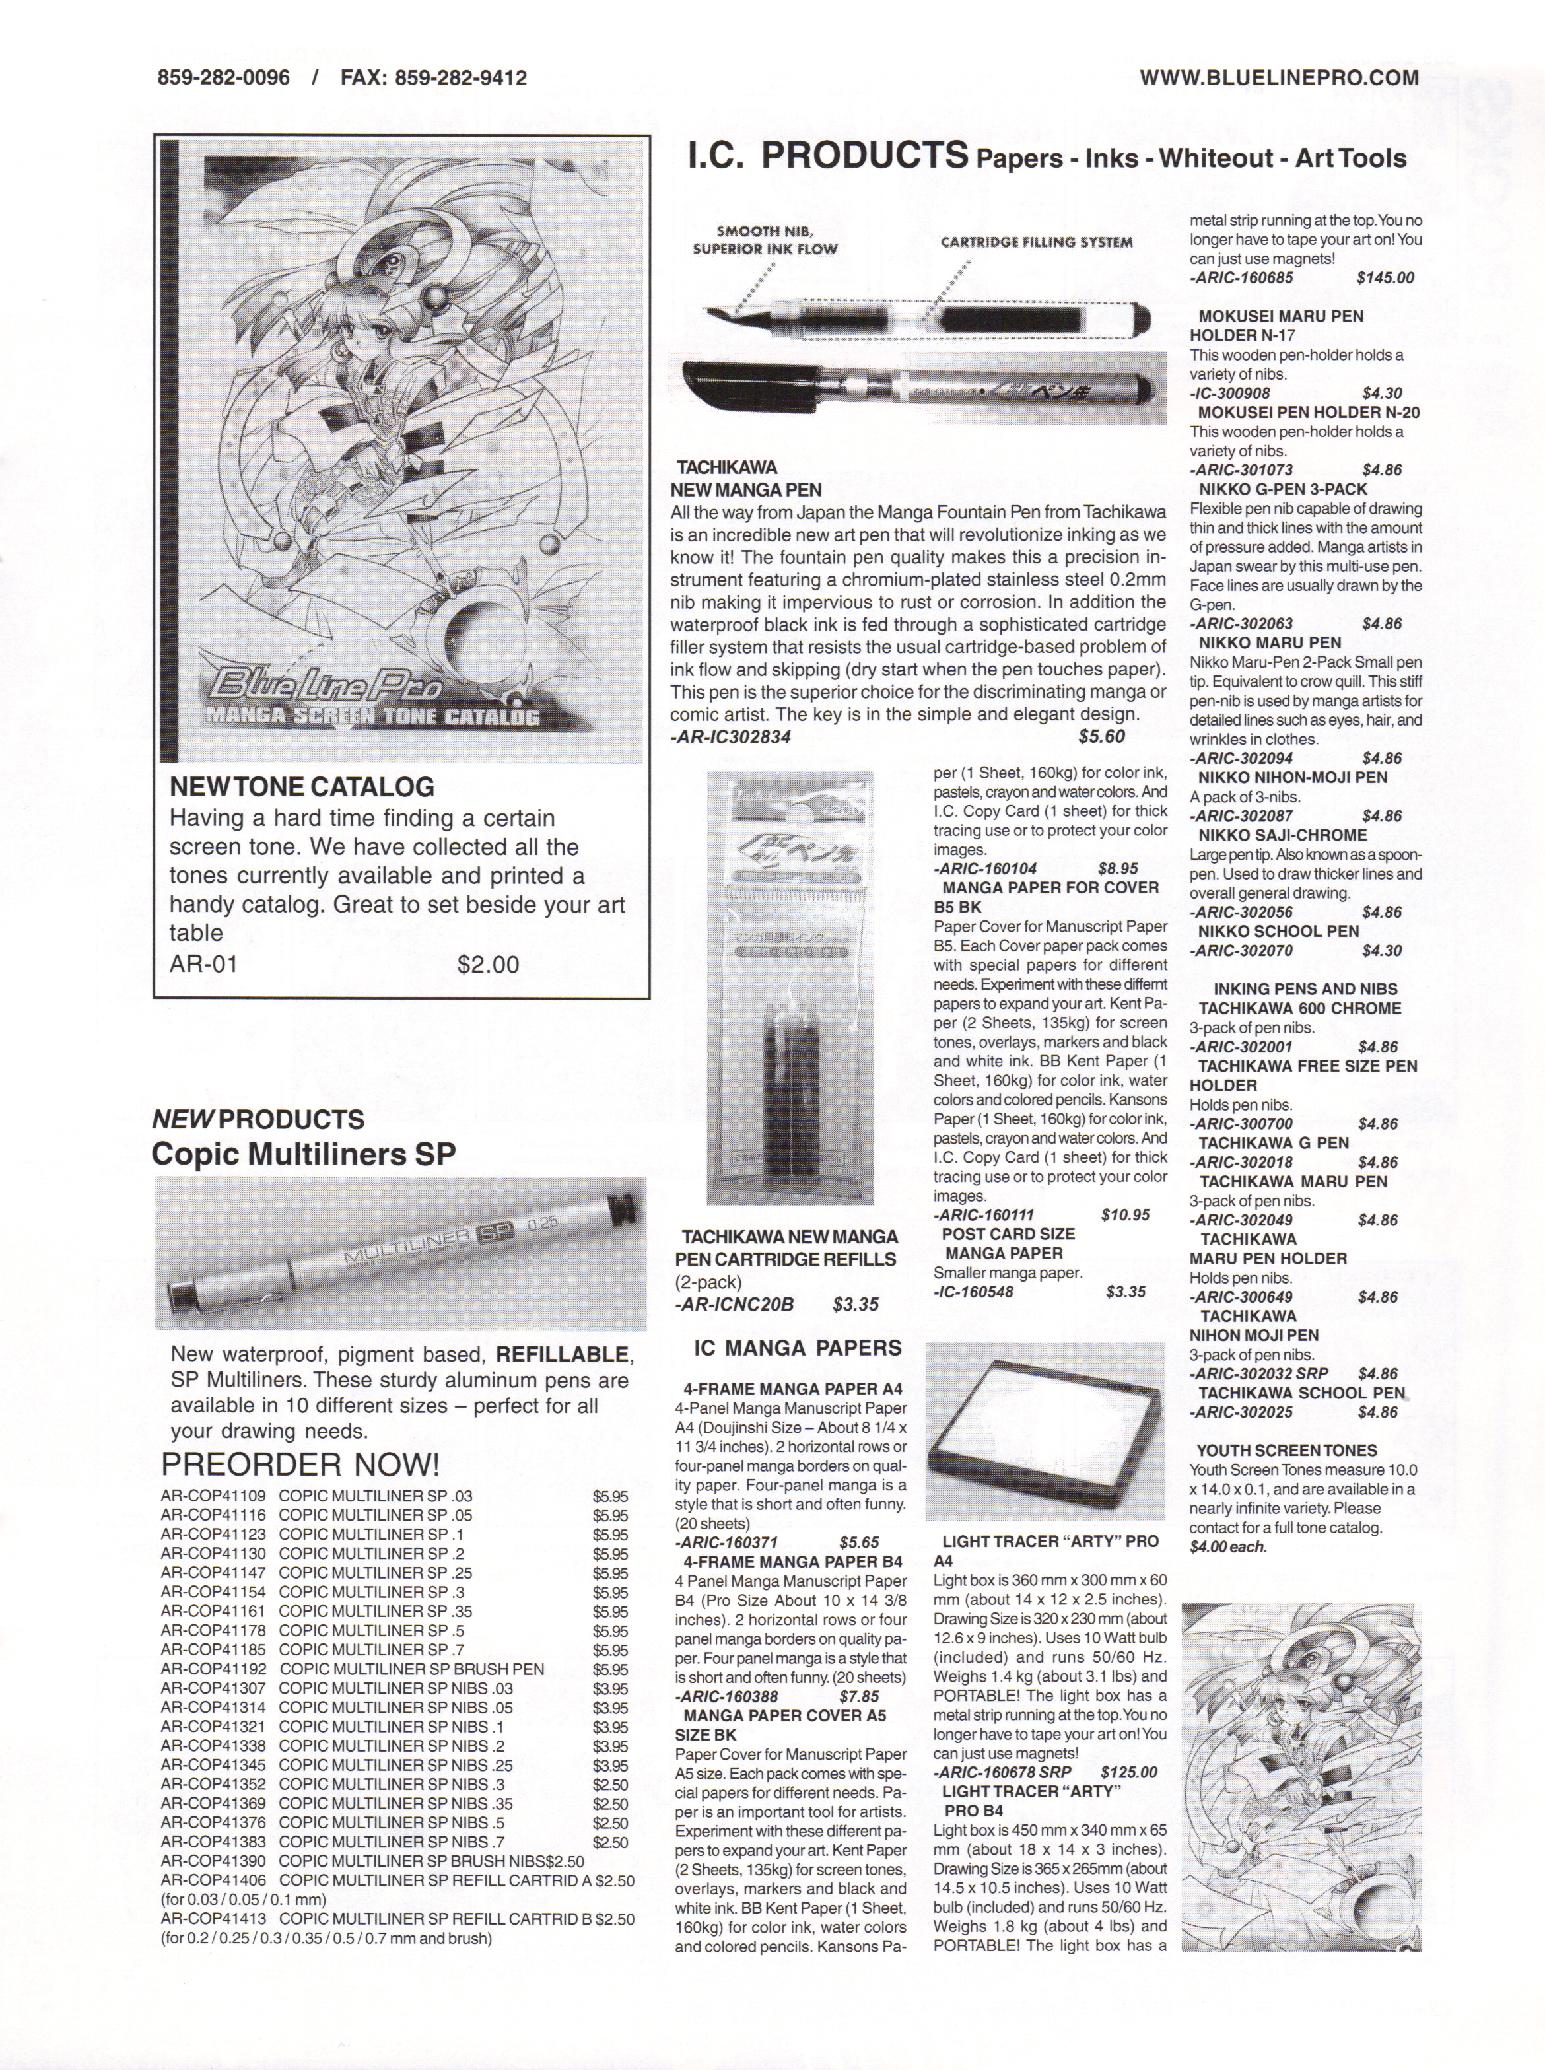 859-282-0096 / FAX: 859-282-9412
WWW.BLUELINEPRO.COM
Blue Line Pro
MANGA SCREEN TONE CATALOG
NEW TONE CATALOG
Having a hard time finding a certain
screen tone. We have collected all the
tones currently available and printed a
handy catalog. Great to set beside your art
table
AR-01 $2.00
NEW PRODUCTS
Copic Multiliners SP
MULTILINER SP 0.25
New waterproof, pigment based, REFILLABLE,
SP Multiliners. These sturdy aluminum pens are
available in 10 different sizes – perfect for all
your drawing needs.
PREORDER NOW!
AR-COP41109 COPIC MULTILINER SP .03 $5.95
AR-COP41116 COPIC MULTILINER SP .05 $5.95
AR-COP41123 COPIC MULTILINER SP .1 $5.95
AR-COP41130 COPIC MULTILINER SP .2 $5.95
AR-COP41147 COPIC MULTILINER SP .25 $5.95
AR-COP41154 COPIC MULTILINER SP .3 $5.95
AR-COP41161 COPIC MULTILINER SP .35 $5.95
AR-COP41178 COPIC MULTILINER SP .5 $5.95
AR-COP41185 COPIC MULTILINER SP .7 $5.95
AR-COP41192 COPIC MULTILINER SP BRUSH PEN $5.95
AR-COP41307 COPIC MULTILINER SP NIBS .03 $3.95
AR-COP41314 COPIC MULTILINER SP NIBS .05 $3.95
AR-COP41321 COPIC MULTILINER SP NIBS .1 $3.95
AR-COP41338 COPIC MULTILINER SP NIBS .2 $3.95
AR-COP41345 COPIC MULTILINER SP NIBS .25 $3.95
AR-COP41352 COPIC MULTILINER SP NIBS .3 $2.50
AR-COP41369 COPIC MULTILINER SP NIBS .35 $2.50
AR-COP41376 COPIC MULTILINER SP NIBS .5 $2.50
AR-COP41383 COPIC MULTILINER SP NIBS .7 $2.50
AR-COP41390 COPIC MULTILINER SP BRUSH NIBS$2.50
AR-COP41406 COPIC MULTILINER SP REFILL CARTRID A $2.50
(for 0.03 / 0.05 / 0.1 mm)
AR-COP41413 COPIC MULTILINER SP REFILL CARTRID B $2.50
(for 0.2 / 0.25 / 0.3 / 0.35 / 0.5 / 0.7 mm and brush)
I.C. PRODUCTS Papers - Inks - Whiteout - Art Tools
SMOOTH NIB,
SUPERIOR INK FLOW
CARTRIDGE FILLING SYSTEM
TACHIKAWA
NEW MANGA PEN
All the way from Japan the Manga Fountain Pen from Tachikawa
is an incredible new art pen that will revolutionize inking as we
know it! The fountain pen quality makes this a precision in-
strument featuring a chromium-plated stainless steel 0.2mm
nib making it impervious to rust or corrosion. In addition the
waterproof black ink is fed through a sophisticated cartridge
filler system that resists the usual cartridge-based problem of
ink flow and skipping (dry start when the pen touches paper).
This pen is the superior choice for the discriminating manga or
comic artist. The key is in the simple and elegant design.
-AR-IC302834 $5.60
TACHIKAWA NEW MANGA
PEN CARTRIDGE REFILLS
(2-pack)
-AR-ICNC20B $3.35
IC MANGA PAPERS
4-FRAME MANGA PAPER A4
4-Panel Manga Manuscript Paper
A4 (Doujinshi Size – About 8 1/4 x
11 3/4 inches). 2 horizontal rows or
four-panel manga borders on qual-
ity paper. Four-panel manga is a
style that is short and often funny.
(20 sheets)
-ARIC-160371 $5.65
4-FRAME MANGA PAPER B4
4 Panel Manga Manuscript Paper
B4 (Pro Size About 10 x 14 3/8
inches). 2 horizontal rows or four
panel manga borders on quality pa-
per. Four panel manga is a style that
is short and often funny. (20 sheets)
-ARIC-160388 $7.85
MANGA PAPER COVER A5
SIZE BK
Paper Cover for Manuscript Paper
A5 size. Each pack comes with spe-
cial papers for different needs. Pa-
per is an important tool for artists.
Experiment with these different pa-
pers to expand your art. Kent Paper
(2 Sheets, 135kg) for screen tones,
overlays, markers and black and
white ink. BB Kent Paper (1 Sheet,
160kg) for color ink, water colors
and colored pencils. Kansons Pa-
per (1 Sheet, 160kg) for color ink,
pastels, crayon and water colors. And
I.C. Copy Card (1 sheet) for thick
tracing use or to protect your color
images.
-ARIC-160104 $8.95
MANGA PAPER FOR COVER
B5 BK
Paper Cover for Manuscript Paper
B5. Each Cover paper pack comes
with special papers for different
needs. Experiment with these differnt
papers to expand your art. Kent Pa-
per (2 Sheets, 135kg) for screen
tones, overlays, markers and black
and white ink. BB Kent Paper (1
Sheet, 160kg) for color ink, water
colors and colored pencils. Kansons
Paper (1 Sheet, 160kg) for color ink,
pastels, crayon and water colors. And
I.C. Copy Card (1 sheet) for thick
tracing use or to protect your color
images.
-ARIC-160111 $10.95
POST CARD SIZE
MANGA PAPER
Smaller manga paper.
-IC-160548 $3.35
LIGHT TRACER “ARTY” PRO
A4
Light box is 360 mm x 300 mm x 60
mm (about 14 x 12 x 2.5 inches).
Drawing Size is 320 x 230 mm (about
12.6 x 9 inches). Uses 10 Watt bulb
(included) and runs 50/60 Hz.
Weighs 1.4 kg (about 3.1 lbs) and
PORTABLE! The light box has a
metal strip running at the top. You no
longer have to tape your art on! You
can just use magnets!
-ARIC-160678 SRP $125.00
LIGHT TRACER “ARTY”
PRO B4
Light box is 450 mm x 340 mm x 65
mm (about 18 x 14 x 3 inches).
Drawing Size is 365 x 265mm (about
14.5 x 10.5 inches). Uses 10 Watt
bulb (included) and runs 50/60 Hz.
Weighs 1.8 kg (about 4 lbs) and
PORTABLE! The light box has a
metal strip running at the top. You no
longer have to tape your art on! You
can just use magnets!
-ARIC-160685 $145.00
MOKUSEI MARU PEN
HOLDER N-17
This wooden pen-holder holds a
variety of nibs.
-IC-300908 $4.30
MOKUSEI PEN HOLDER N-20
This wooden pen-holder holds a
variety of nibs.
-ARIC-301073 $4.86
NIKKO G-PEN 3-PACK
Flexible pen nib capable of drawing
thin and thick lines with the amount
of pressure added. Manga artists in
Japan swear by this multi-use pen.
Face lines are usually drawn by the
G-pen.
-ARIC-302063 $4.86
NIKKO MARU PEN
Nikko Maru-Pen 2-Pack Small pen
tip. Equivalent to crow quill. This stiff
pen-nib is used by manga artists for
detailed lines such as eyes, hair, and
wrinkles in clothes.
-ARIC-302094 $4.86
NIKKO NIHON-MOJI PEN
A pack of 3-nibs.
-ARIC-302087 $4.86
NIKKO SAJI-CHROME
Large pen tip. Also known as a spoon-
pen. Used to draw thicker lines and
overall general drawing.
-ARIC-302056 $4.86
NIKKO SCHOOL PEN
-ARIC-302070 $4.30
INKING PENS AND NIBS
TACHIKAWA 600 CHROME
3-pack of pen nibs.
-ARIC-302001 $4.86
TACHIKAWA FREE SIZE PEN
HOLDER
Holds pen nibs.
-ARIC-300700 $4.86
TACHIKAWA G PEN
-ARIC-302018 $4.86
TACHIKAWA MARU PEN
3-pack of pen nibs.
-ARIC-302049 $4.86
TACHIKAWA
MARU PEN HOLDER
Holds pen nibs.
-ARIC-300649 $4.86
TACHIKAWA
NIHON MOJI PEN
3-pack of pen nibs.
-ARIC-302032 SRP $4.86
TACHIKAWA SCHOOL PEN
-ARIC-302025 $4.86
YOUTH SCREEN TONES
Youth Screen Tones measure 10.0
x 14.0 x 0.1, and are available in a
nearly infinite variety. Please
contact for a full tone catalog.
$4.00 each.